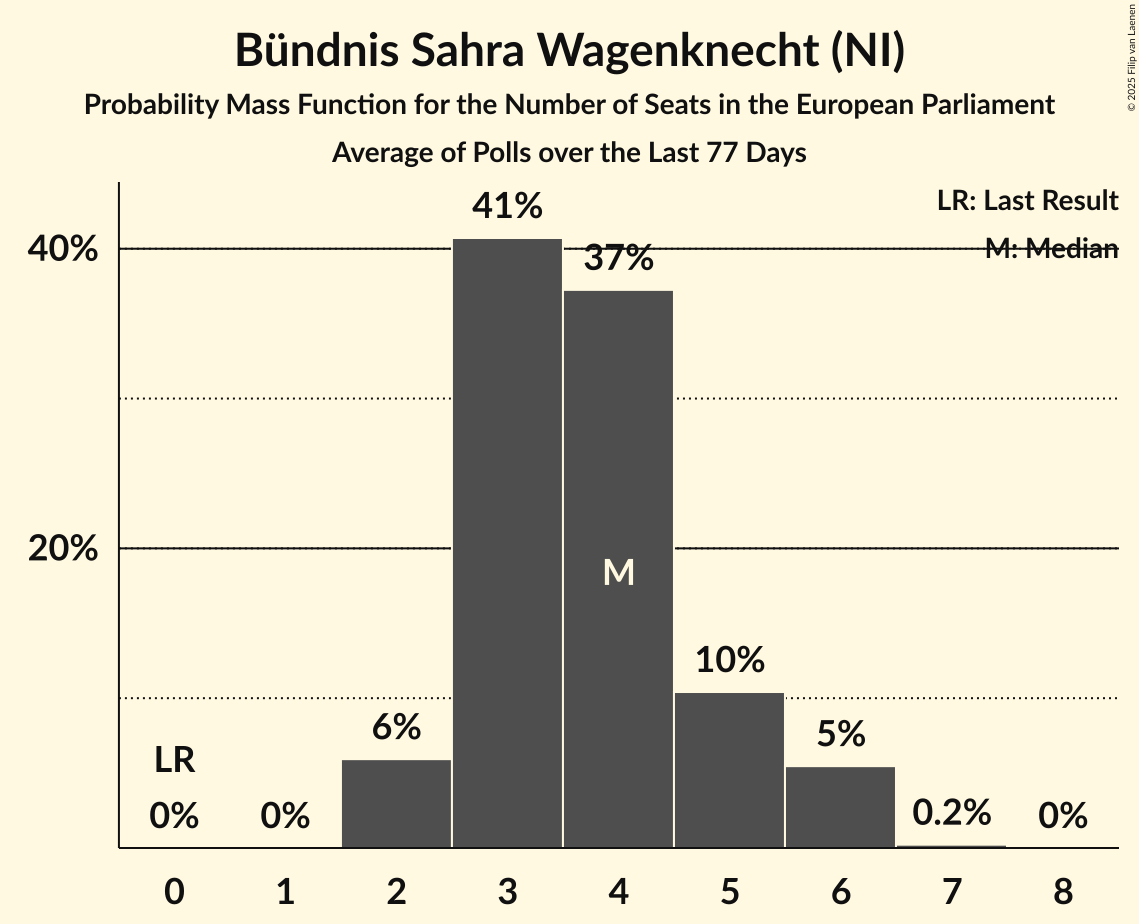 Bündnis Sahra Wagenknecht (NI)
Probability Mass Function for the Number of Seats in the European Parliament
Average of Polls over the Last 77 Days
© 2025 Filip van Laenen
LR: Last Result
M: Median
40%
20%
41%
37%
M
10%
6%
5%
LR
0%
0%
0.2%
0%
0 1 2 3 4 5 6 7 8